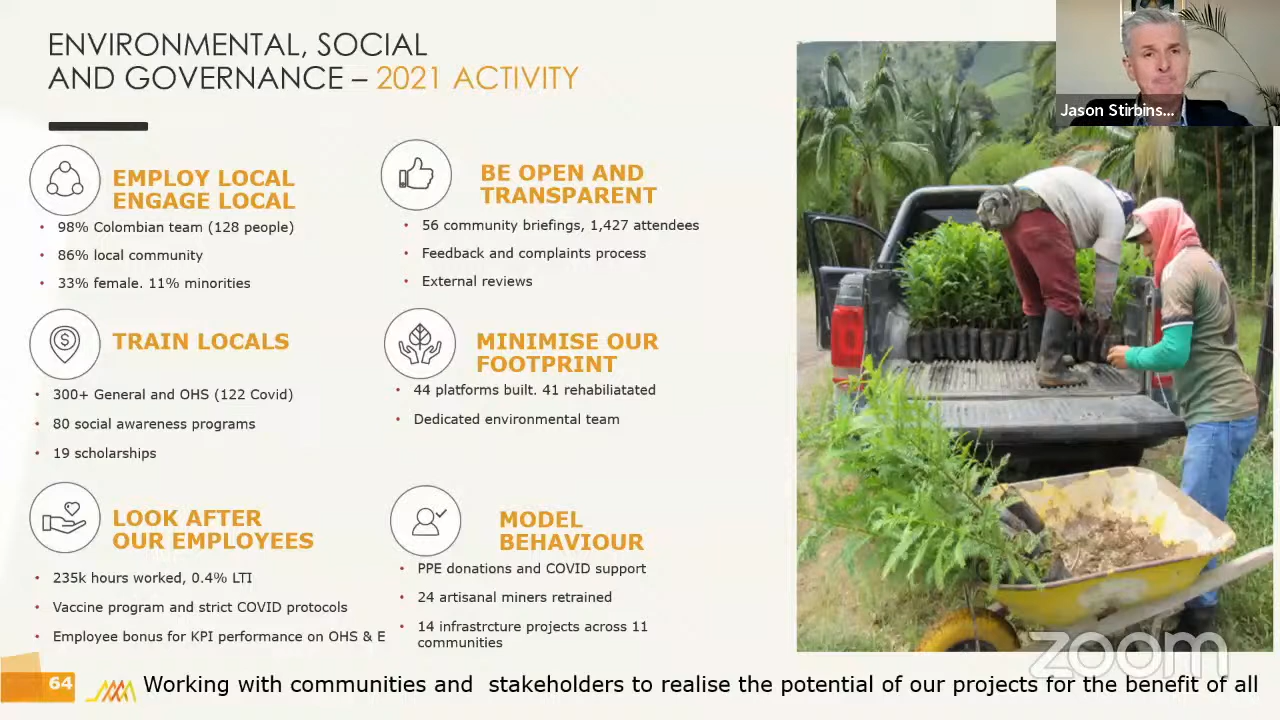 ENVIRONMENTAL, SOCIAL
AND GOVERNANCE – 2021 ACTIVITY
Jason Stirbins...
EMPLOY LOCAL
ENGAGE LOCAL
• 98% Colombian team (128 people)
• 86% local community
• 33% female. 11% minorities
BE OPEN AND
TRANSPARENT
• 56 community briefings, 1,427 attendees
• Feedback and complaints process
• External reviews
TRAIN LOCALS
• 300+ General and OHS (122 Covid)
• 80 social awareness programs
• 19 scholarships
MINIMISE OUR
FOOTPRINT
• 44 platforms built. 41 rehabiliatated
• Dedicated environmental team
LOOK AFTER
OUR EMPLOYEES
• 235k hours worked, 0.4% LTI
• Vaccine program and strict COVID protocols
• Employee bonus for KPI performance on OHS & E
MODEL
BEHAVIOUR
• PPE donations and COVID support
• 24 artisanal miners retrained
• 14 infrastrcture projects across 11
communities
zoom
64
Working with communities and stakeholders to realise the potential of our projects for the benefit of all